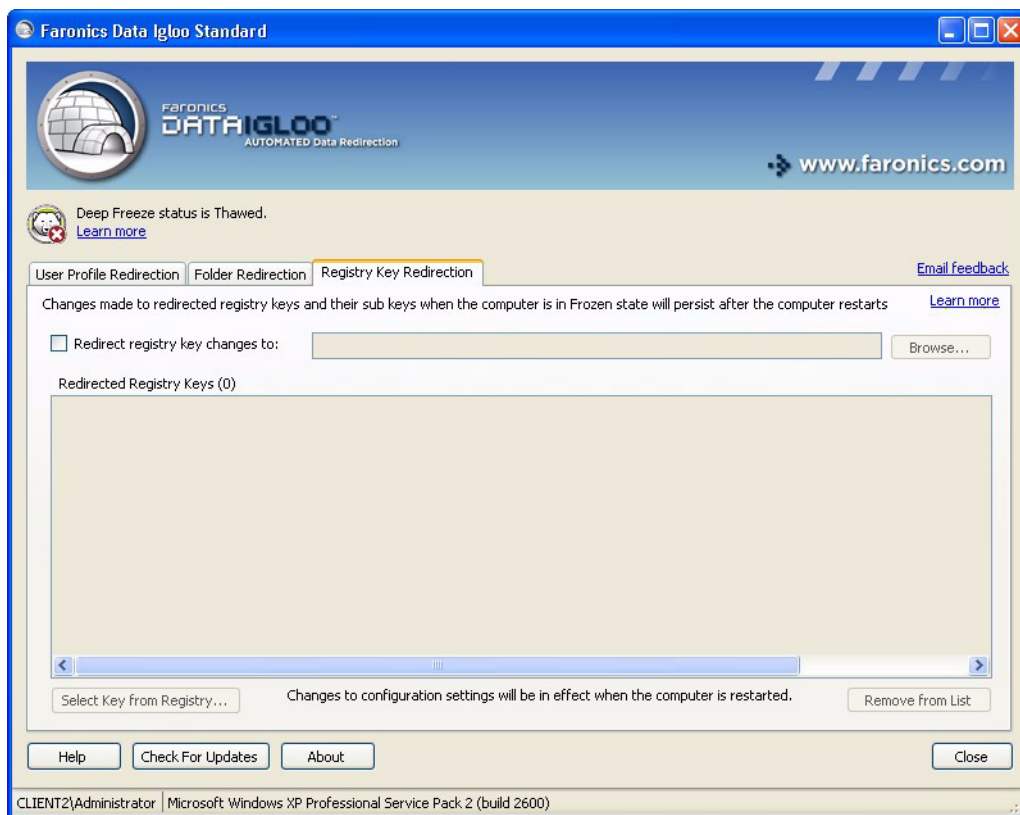 Faronics Data Igloo Standard
Faronics
DATAIGLOO™
AUTOMATED Data Redirection
www.faronics.com
Deep Freeze status is Thawed.
Learn more
User Profile Redirection Folder Redirection Registry Key Redirection Email feedback
Changes made to redirected registry keys and their sub keys when the computer is in Frozen state will persist after the computer restarts Learn more
Redirect registry key changes to: Browse...
Redirected Registry Keys (0)
Select Key from Registry... Changes to configuration settings will be in effect when the computer is restarted. Remove from List
Help Check For Updates About Close
CLIENT2\Administrator Microsoft Windows XP Professional Service Pack 2 (build 2600)